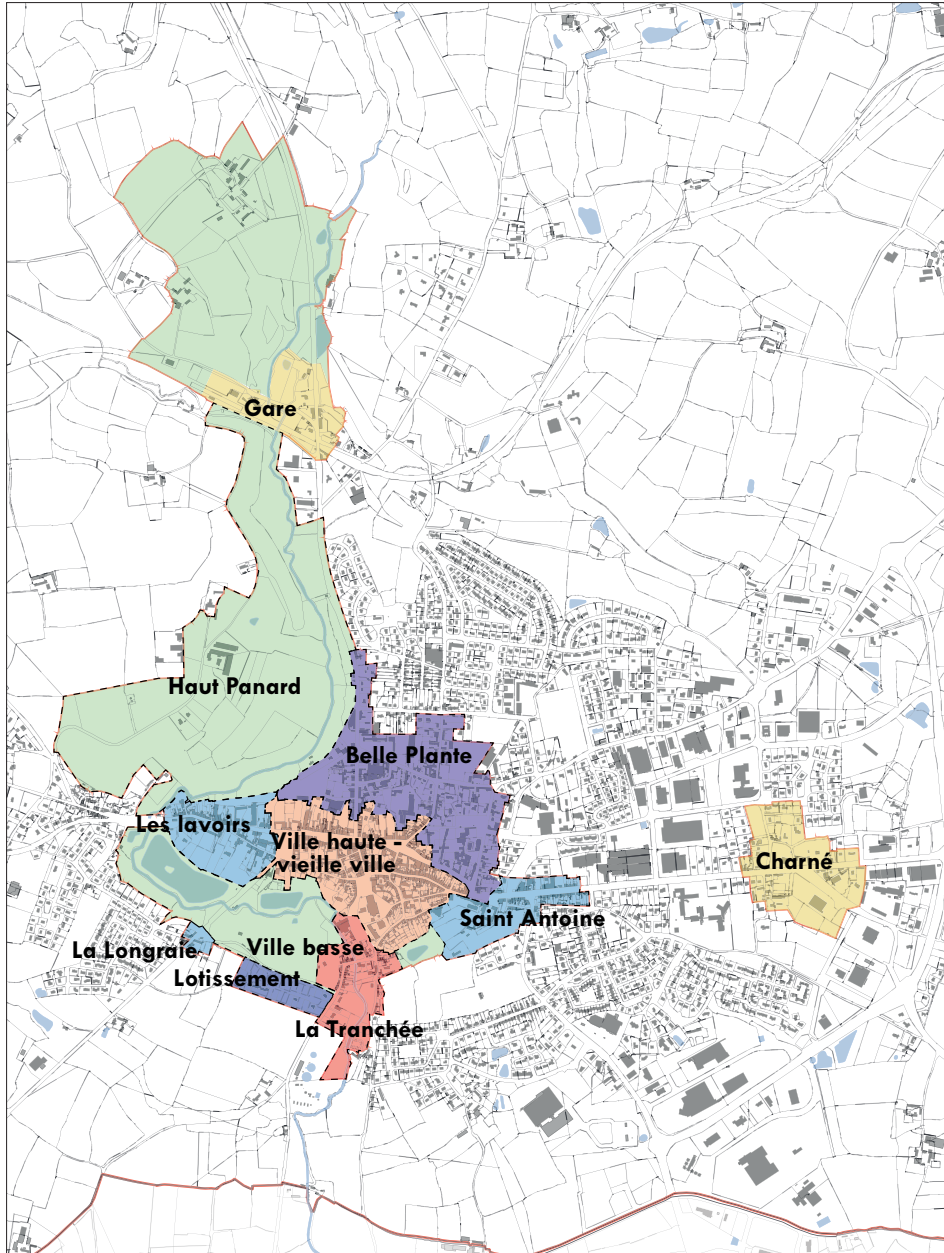 Gare
Haut Panard
Belle Plante
Les lavoirs
Ville haute -
vieille ville
Charné
Saint Antoine
Ville basse
La Longraie
Lotissement
La Tranchée